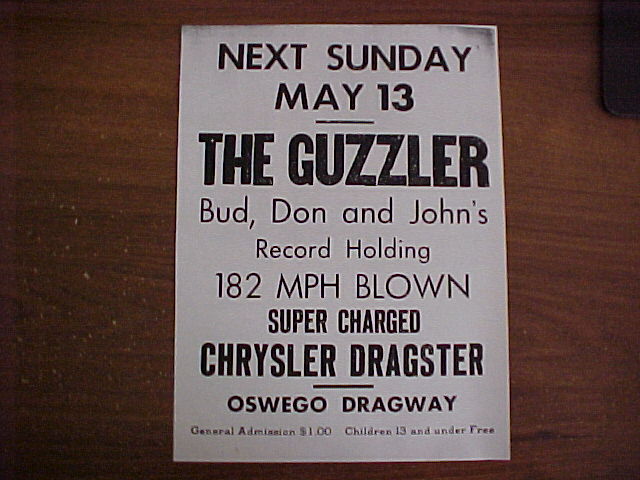 NEXT SUNDAY
MAY 13
THE GUZZLER
Bud, Don and John's
Record Holding
182 MPH BLOWN
SUPER CHARGED
CHRYSLER DRAGSTER
OSWEGO DRAGWAY
General Admission $1.00 Children 13 and under Free